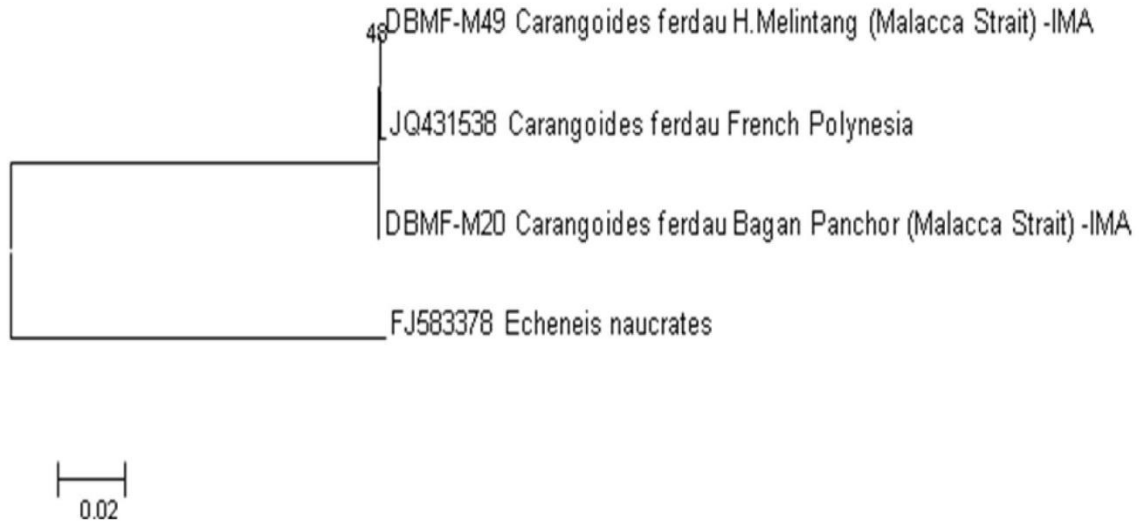 48 DBMF-M49 Carangoides ferdau H.Melintang (Malacca Strait) -IMA
JQ431538 Carangoides ferdau French Polynesia
DBMF-M20 Carangoides ferdau Bagan Panchor (Malacca Strait) -IMA
FJ583378 Echeneis naucrates
0.02